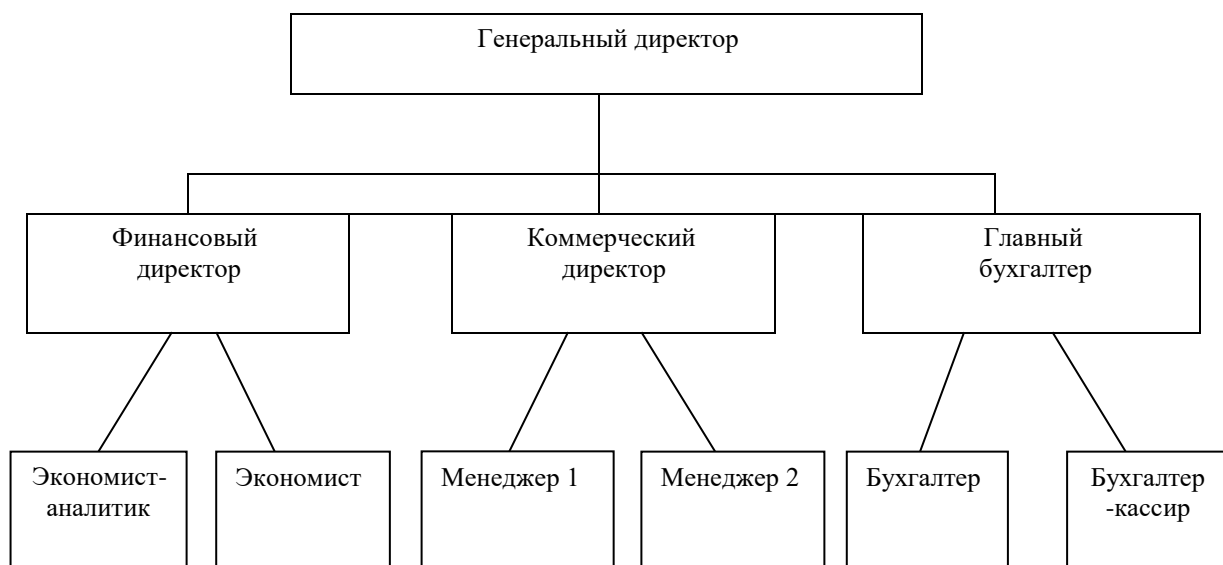 Генеральный директор
Финансовый
директор
Коммерческий
директор
Главный
бухгалтер
Экономист-
аналитик
Экономист
Менеджер 1
Менеджер 2
Бухгалтер
Бухгалтер
-кассир